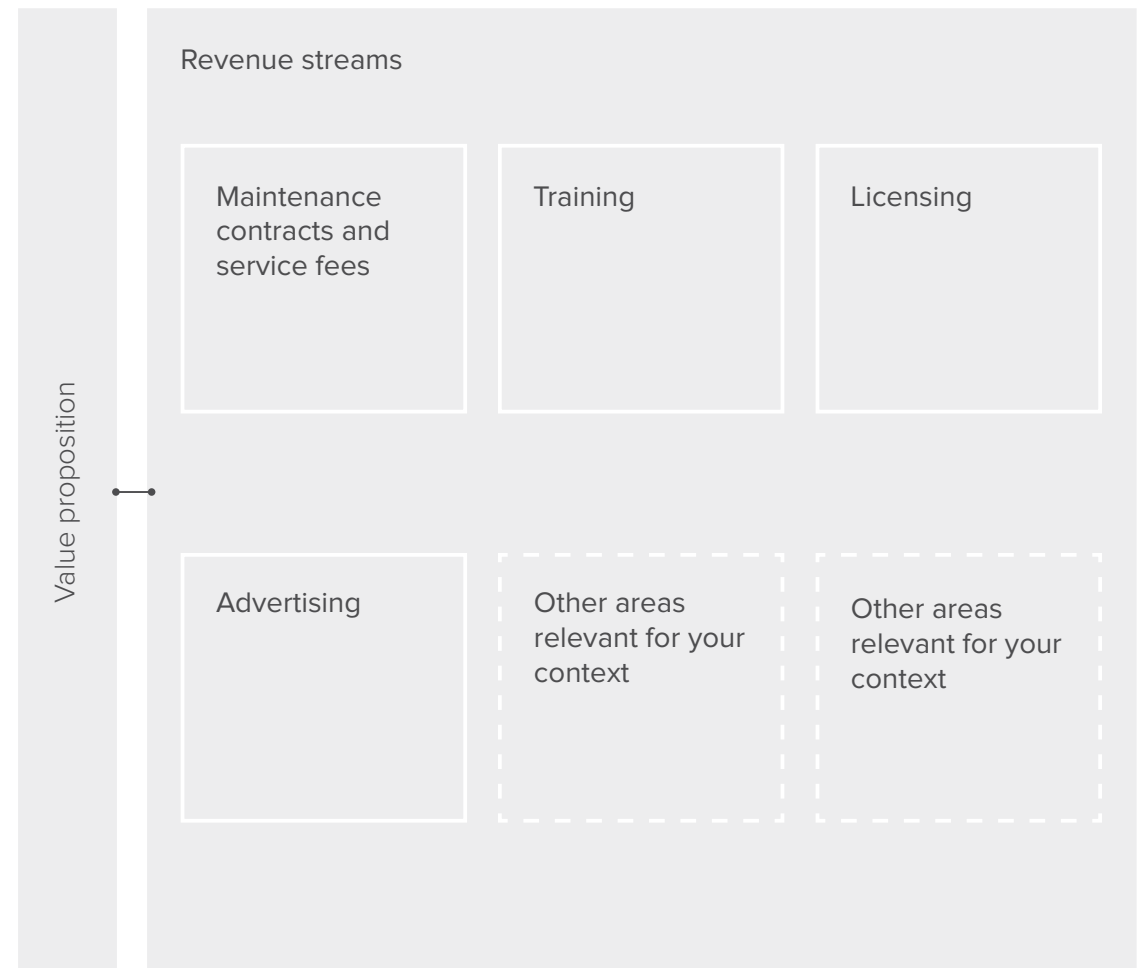 Value proposition
Revenue streams
Maintenance
contracts and
service fees
Training
Licensing
Advertising
Other areas
relevant for your
context
Other areas
relevant for your
context